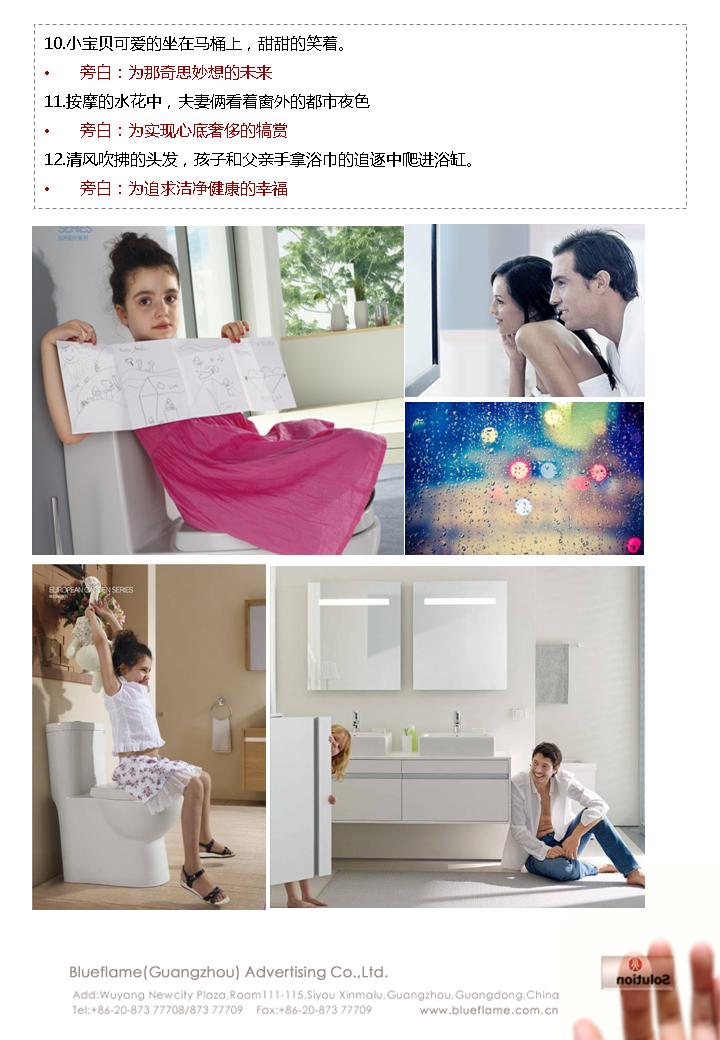 10.小宝贝可爱的坐在马桶上，甜甜的笑着。
• 旁白：为那奇思妙想的未来
11.按摩的水花中，夫妻俩看着窗外的都市夜色
• 旁白：为实现心底奢侈的犒赏
12.清风吹拂的头发，孩子和父亲手拿浴巾的追逐中爬进浴缸。
• 旁白：为追求洁净健康的幸福
SERIES
EUROPEAN GARDEN SERIES
Solution
Blueflame(Guangzhou) Advertising Co.,Ltd.
Add:Wuyang Newcity Plaza,Room111-115,Siyou Xinmalu,Guangzhou,Guangdong,China
Tel:+86-20-873 77708/873 77709 Fax:+86-20-873 77709 www.blueflame.com.cn